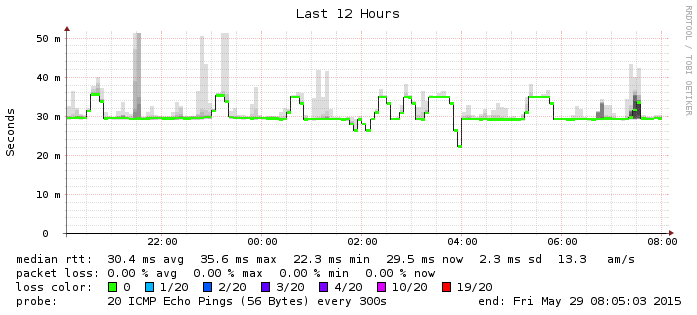 Last 12 Hours
RRDTOOL / TOBI OETIKER
Seconds
50 m
40 m
30 m
20 m
10 m
0
22:00 00:00 02:00 04:00 06:00 08:00
median rtt: 30.4 ms avg 35.6 ms max 22.3 ms min 29.5 ms now 2.3 ms sd 13.3 am/s
packet loss: 0.00 % avg 0.00 % max 0.00 % min 0.00 % now
loss color: 0 1/20 2/20 3/20 4/20 10/20 19/20
probe: 20 ICMP Echo Pings (56 Bytes) every 300s end: Fri May 29 08:05:03 2015